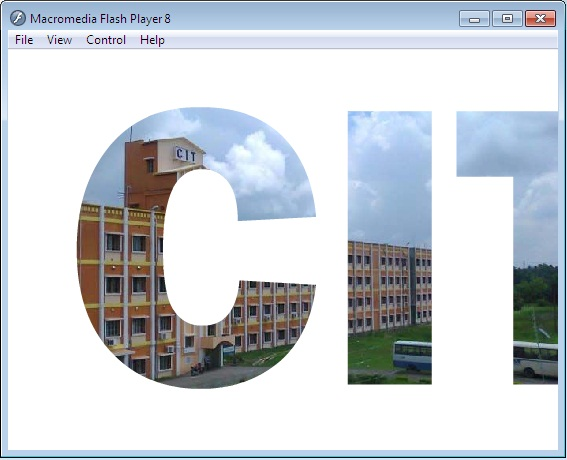 Macromedia Flash Player 8
File View Control Help
CIT
CIT